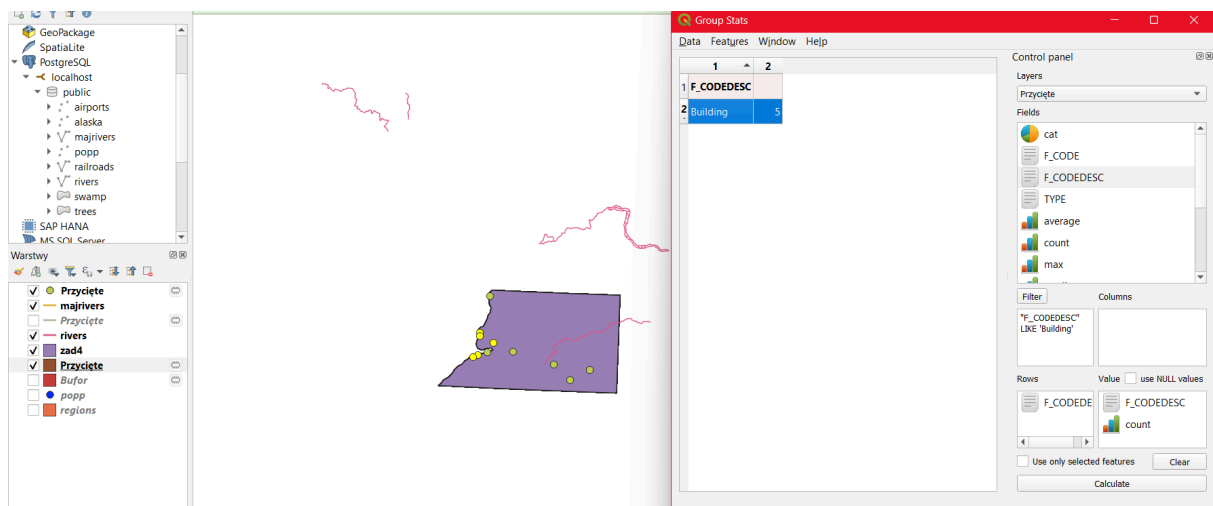 GeoPackage
SpatiaLite
PostgreSQL
localhost
public
airports
alaska
majrivers
popp
railroads
rivers
swamp
trees
SAP HANA
MS SQL Server
Warstwy
Przycięte
majrivers
Przycięte
rivers
zad4
Przycięte
Bufor
popp
regions
Group Stats
Data Features Window Help
1 2
1 F_CODEDESC
2 Building 5
Control panel
Layers
Przycięte
Fields
cat
F_CODE
F_CODEDESC
TYPE
average
count
max
Filter Columns
"F_CODEDESC"
LIKE 'Building'
Rows Value use NULL values
F_CODEDE F_CODEDESC
count
Use only selected features Clear
Calculate